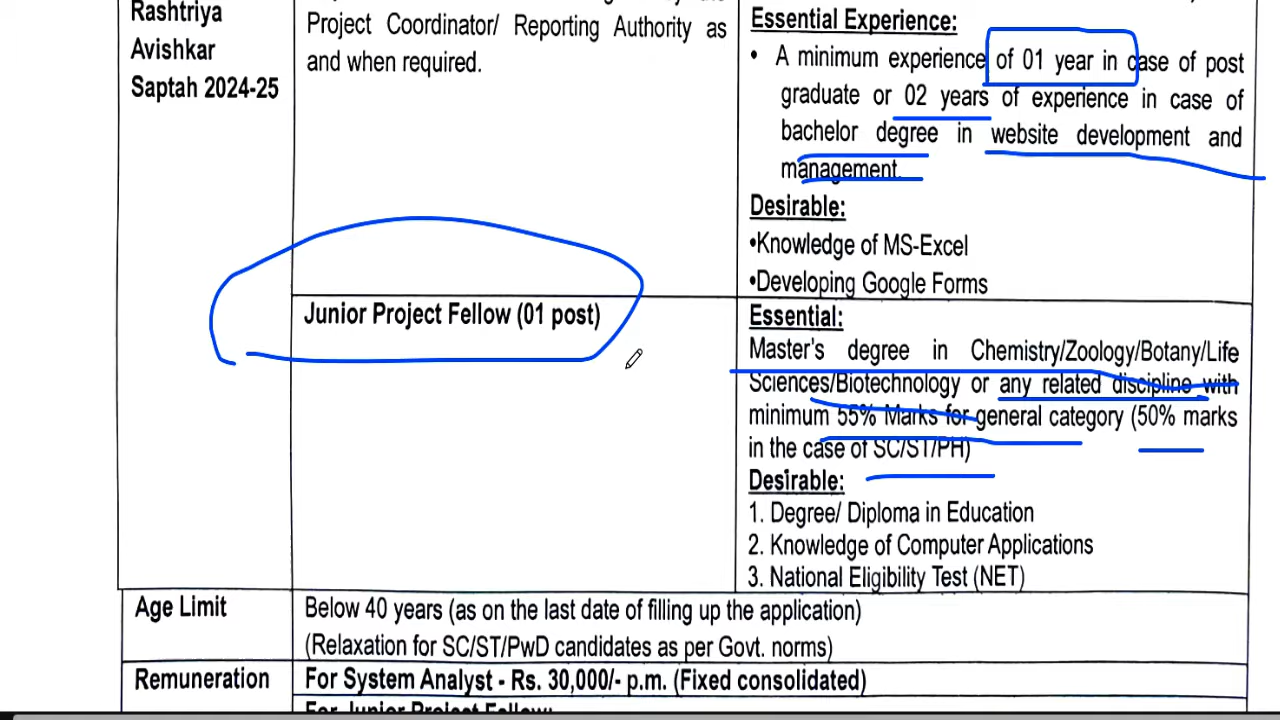 Rashtriya
Avishkar
Saptah 2024-25
Project Coordinator/ Reporting Authority as
and when required.
Essential Experience:
• A minimum experience of 01 year in case of post
graduate or 02 years of experience in case of
bachelor degree in website development and
management.
Desirable:
•Knowledge of MS-Excel
•Developing Google Forms
Junior Project Fellow (01 post)
Essential:
Master's degree in Chemistry/Zoology/Botany/Life
Sciences/Biotechnology or any related discipline with
minimum 55% Marks for general category (50% marks
in the case of SC/ST/PH)
Desirable:
1. Degree/ Diploma in Education
2. Knowledge of Computer Applications
3. National Eligibility Test (NET)
Age Limit
Below 40 years (as on the last date of filling up the application)
(Relaxation for SC/ST/PwD candidates as per Govt. norms)
Remuneration
For System Analyst - Rs. 30,000/- p.m. (Fixed consolidated)
For Junior Project Fellow: